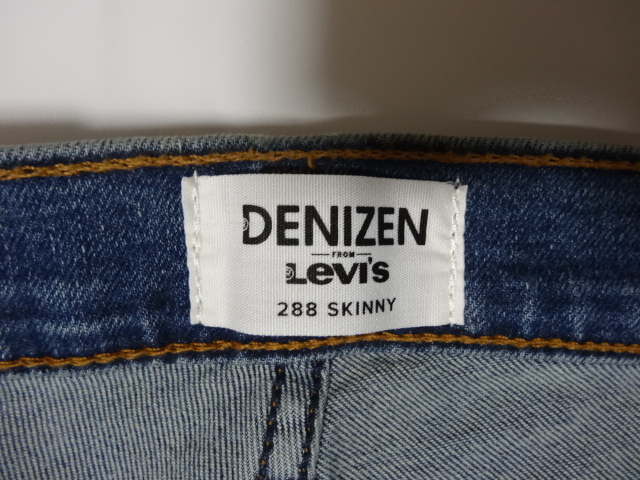 ®DENIZEN
FROM
®Levi's
288 SKINNY